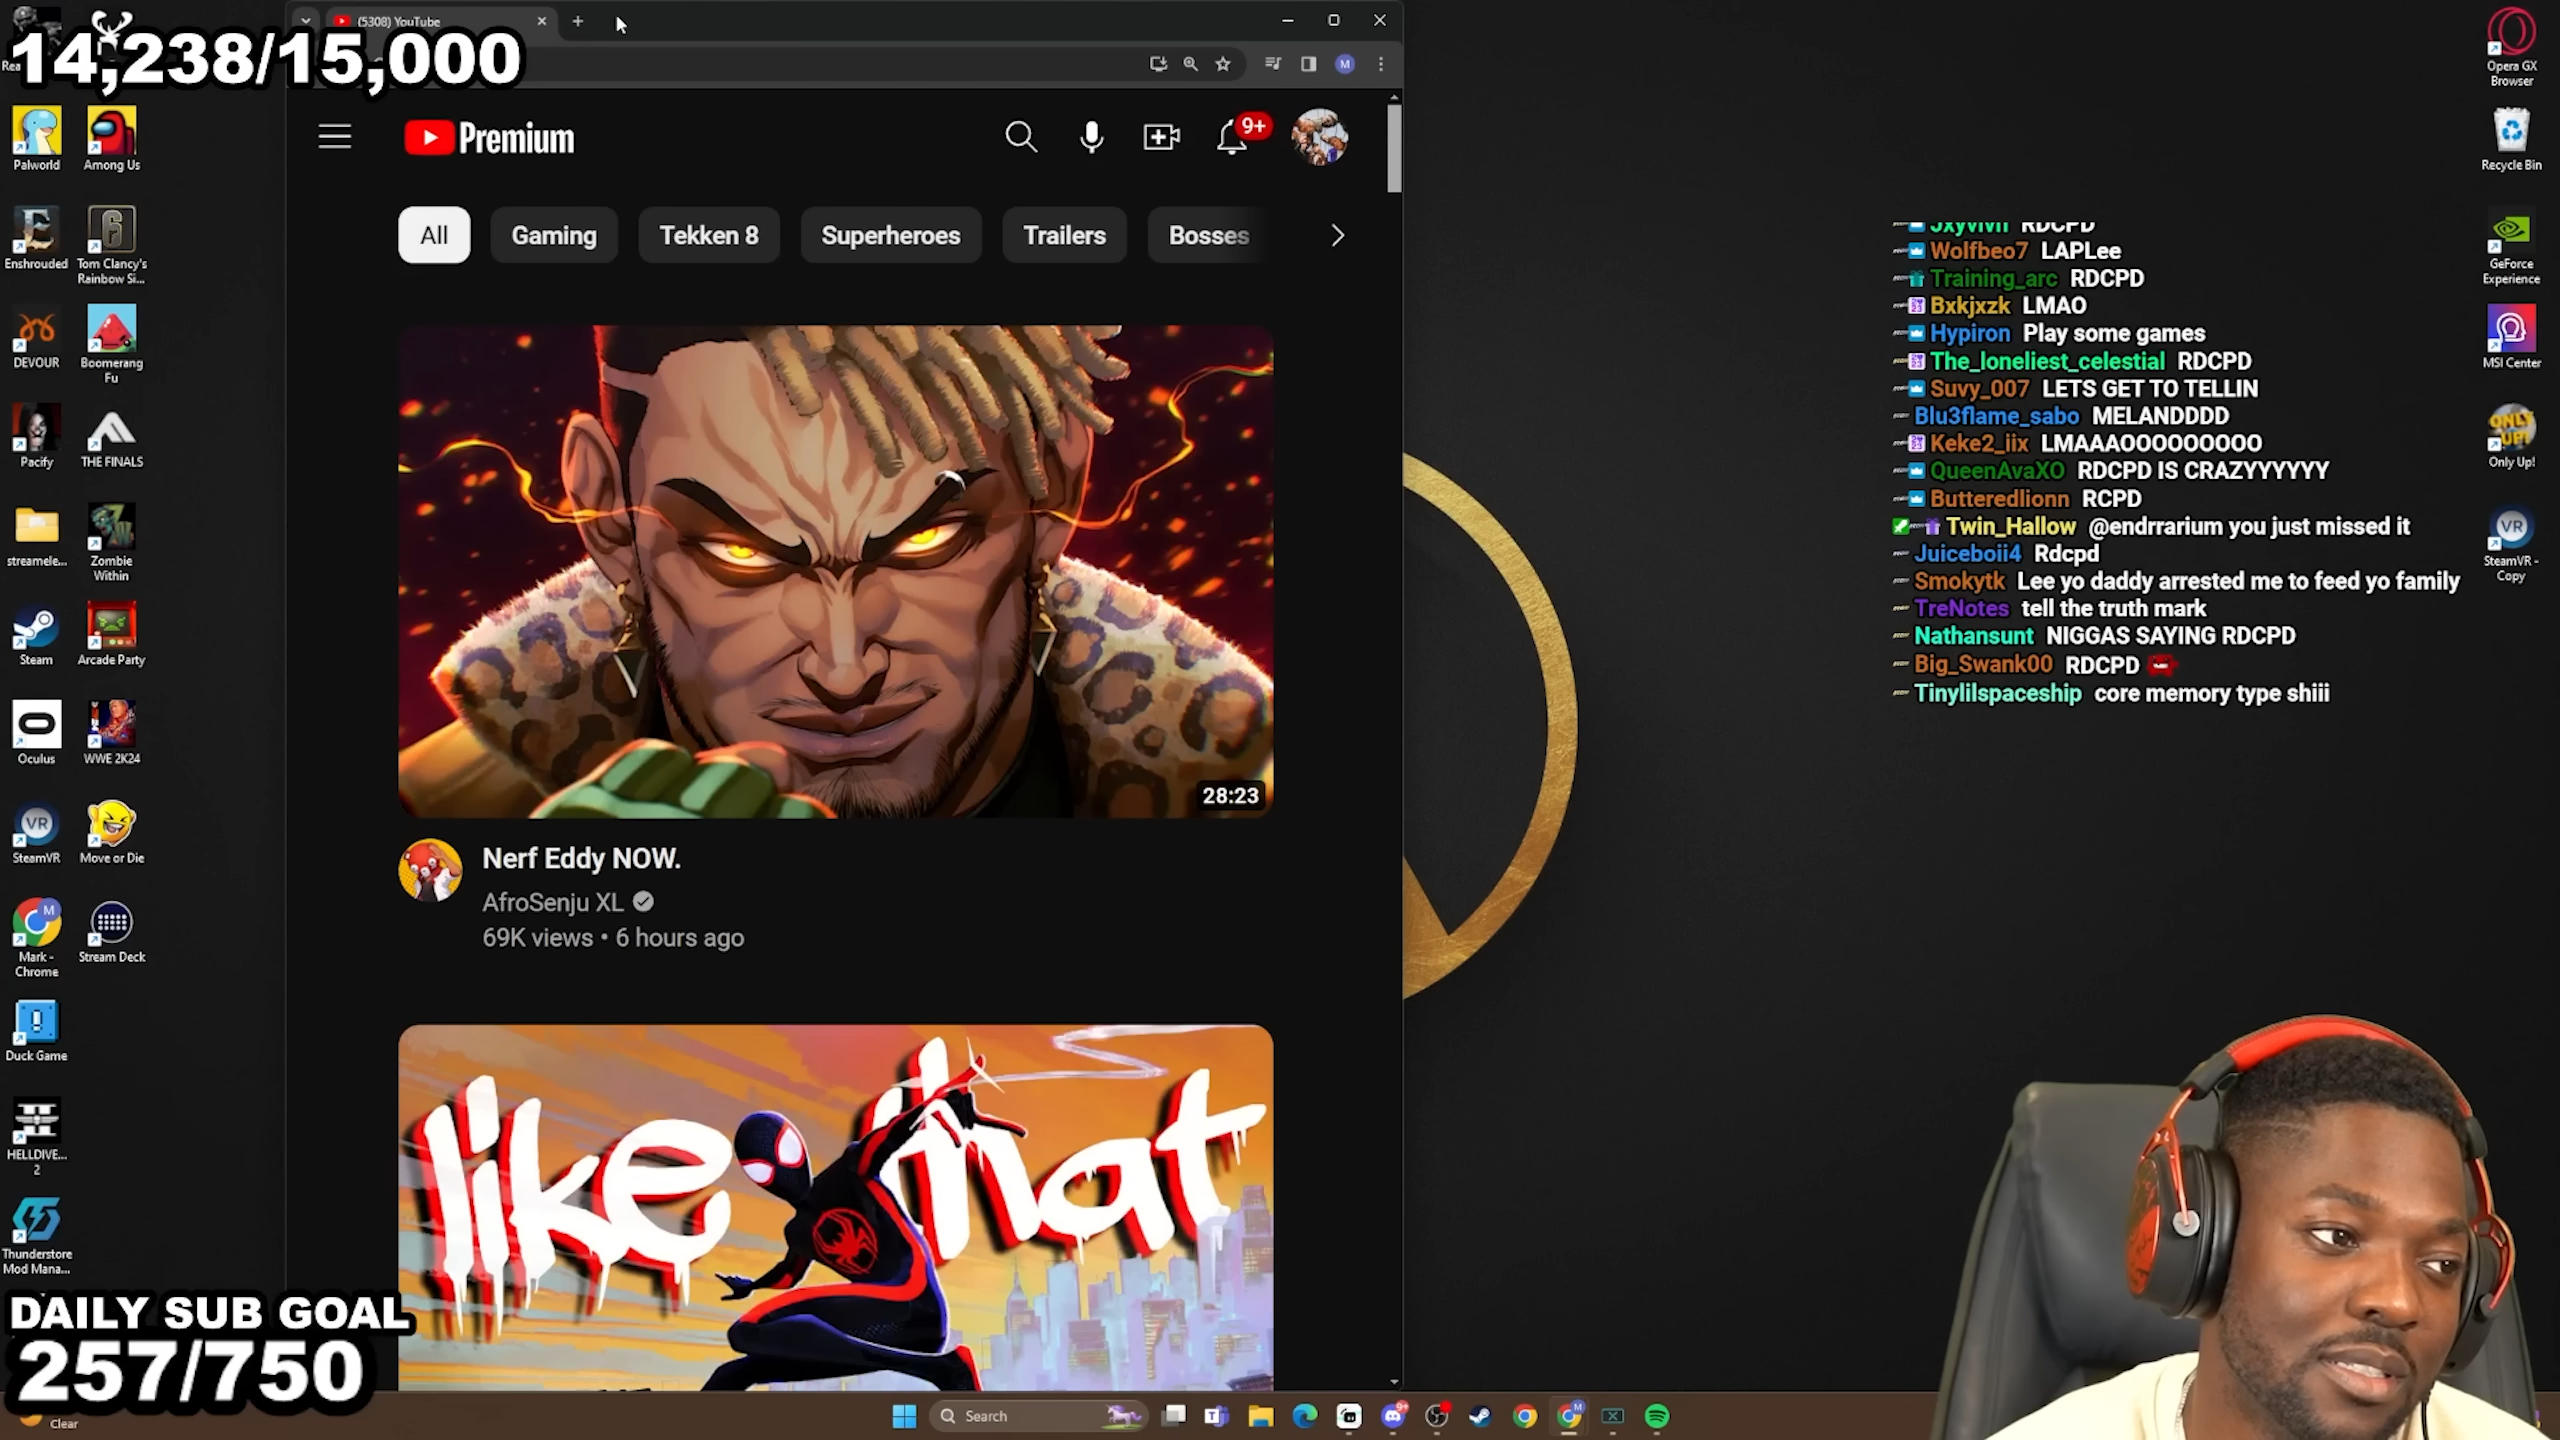 (5308) YouTube
14,238/15,000
Premium
9+
M
All
Gaming
Tekken 8
Superheroes
Trailers
Bosses
28:23
Nerf Eddy NOW.
AfroSenju XL
69K views • 6 hours ago
like that
Palworld
Among Us
Enshrouded
Tom Clancy's
Rainbow Si...
DEVOUR
Boomerang
Fu
Pacify
THE FINALS
streamele...
Zombie
Within
Steam
Arcade Party
Oculus
WWE 2K24
SteamVR
Move or Die
Mark -
Chrome
Stream Deck
Duck Game
HELLDIVE...
2
Thunderstore
Mod Mana...
DAILY SUB GOAL
257/750
Clear
Search
Opera GX
Browser
Recycle Bin
GeForce
Experience
MSI Center
ONLY
UP!
Only Up!
VR
SteamVR -
Copy
Jxyvivii RDCPD
Wolfbeo7 LAPLee
Training_arc RDCPD
Bxkjxzk LMAO
Hypiron Play some games
The_loneliest_celestial RDCPD
Suvy_007 LETS GET TO TELLIN
Blu3flame_sabo MELANDDDD
Keke2_iix LMAAAOOOOOOOOO
QueenAvaXO RDCPD IS CRAZYYYYYY
Butteredlionn RCPD
Twin_Hallow @endrrarium you just missed it
Juiceboii4 Rdcpd
Smokytk Lee yo daddy arrested me to feed yo family
TreNotes tell the truth mark
Nathansunt NIGGAS SAYING RDCPD
Big_Swank00 RDCPD
Tinylilspaceship core memory type shiii